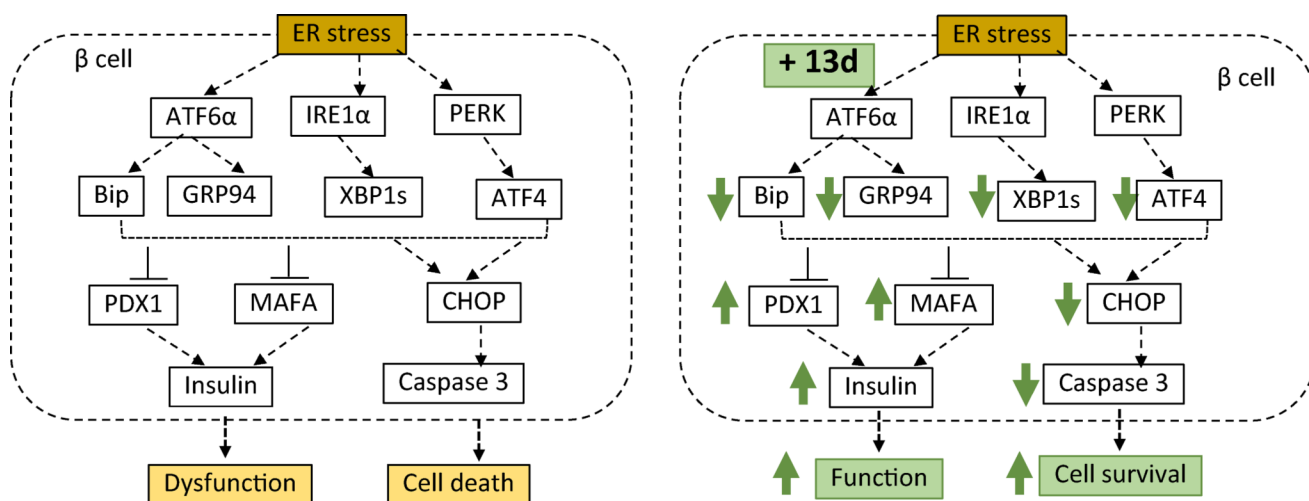 ER stress
β cell
ATF6α
IRE1α
PERK
Bip
GRP94
XBP1s
ATF4
PDX1
MAFA
CHOP
Insulin
Caspase 3
Dysfunction
Cell death
ER stress
+ 13d
β cell
ATF6α
IRE1α
PERK
Bip
GRP94
XBP1s
ATF4
PDX1
MAFA
CHOP
Insulin
Caspase 3
Function
Cell survival